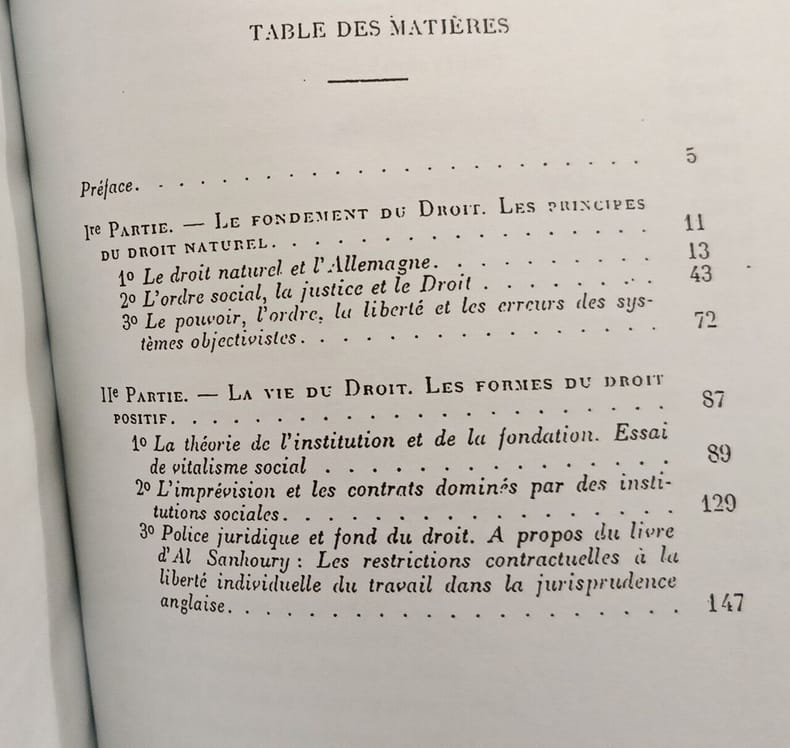 TABLE DES MATIÈRES
Préface. . . . . . . . . . . . . . . . . . . . 5
Ire PARTIE. — LE FONDEMENT DU DROIT. LES PRINCIPES
DU DROIT NATUREL. . . . . . . . . . . . . . . 11
1o Le droit naturel et l'Allemagne. . . . . . . . . 13
2o L'ordre social, la justice et le Droit . . . . . . . 43
3o Le pouvoir, l'ordre, la liberté et les erreurs des sys-
tèmes objectivistes. . . . . . . . . . . . . . 72
IIe PARTIE. — LA VIE DU DROIT. LES FORMES DU DROIT
POSITIF. . . . . . . . . . . . . . . . . . . 87
1o La théorie de l'institution et de la fondation. Essai
de vitalisme social . . . . . . . . . . . . . . 89
2o L'imprévision et les contrats dominés par des insti-
tutions sociales. . . . . . . . . . . . . . . 129
3o Police juridique et fond du droit. A propos du livre
d'Al Sanhoury : Les restrictions contractuelles à la
liberté individuelle du travail dans la jurisprudence
anglaise. . . . . . . . . . . . . . . . . . 147